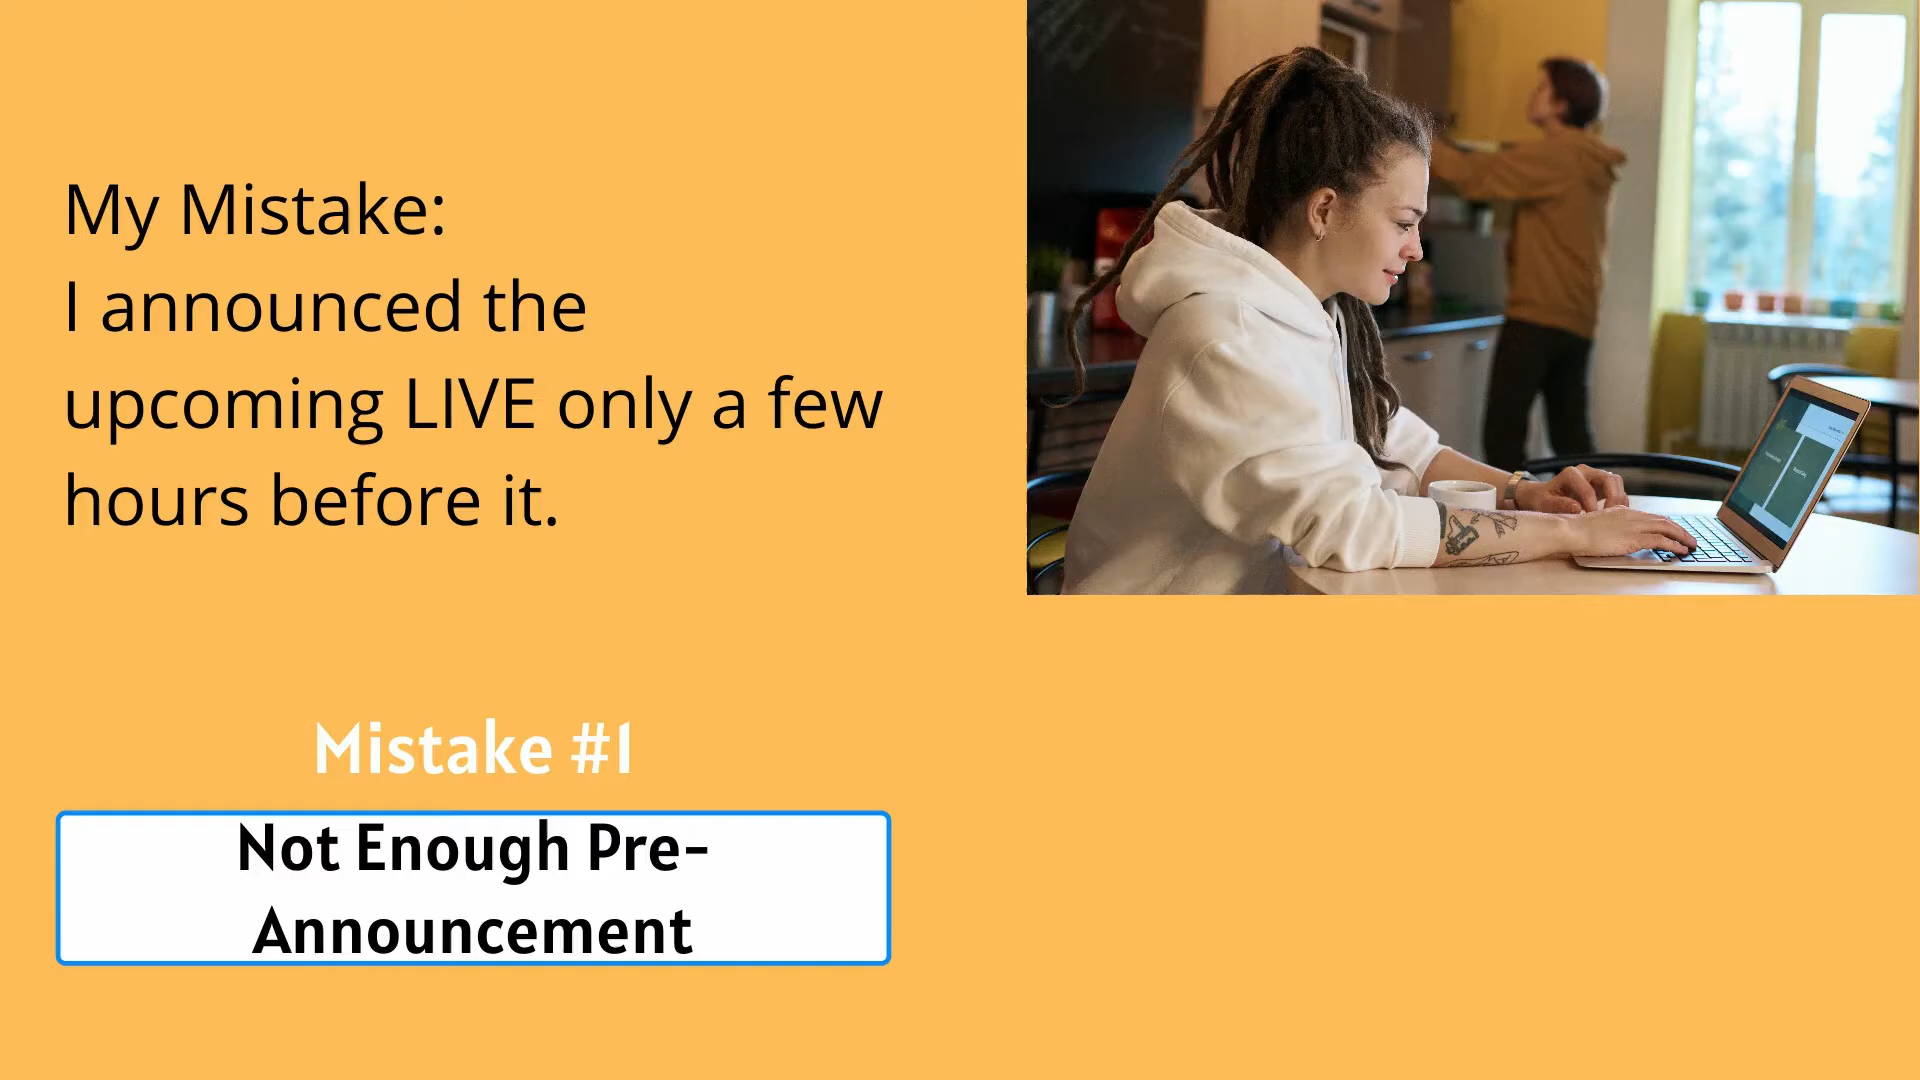 My Mistake:
I announced the
upcoming LIVE only a few
hours before it.
Mistake #1
Not Enough Pre-
Announcement